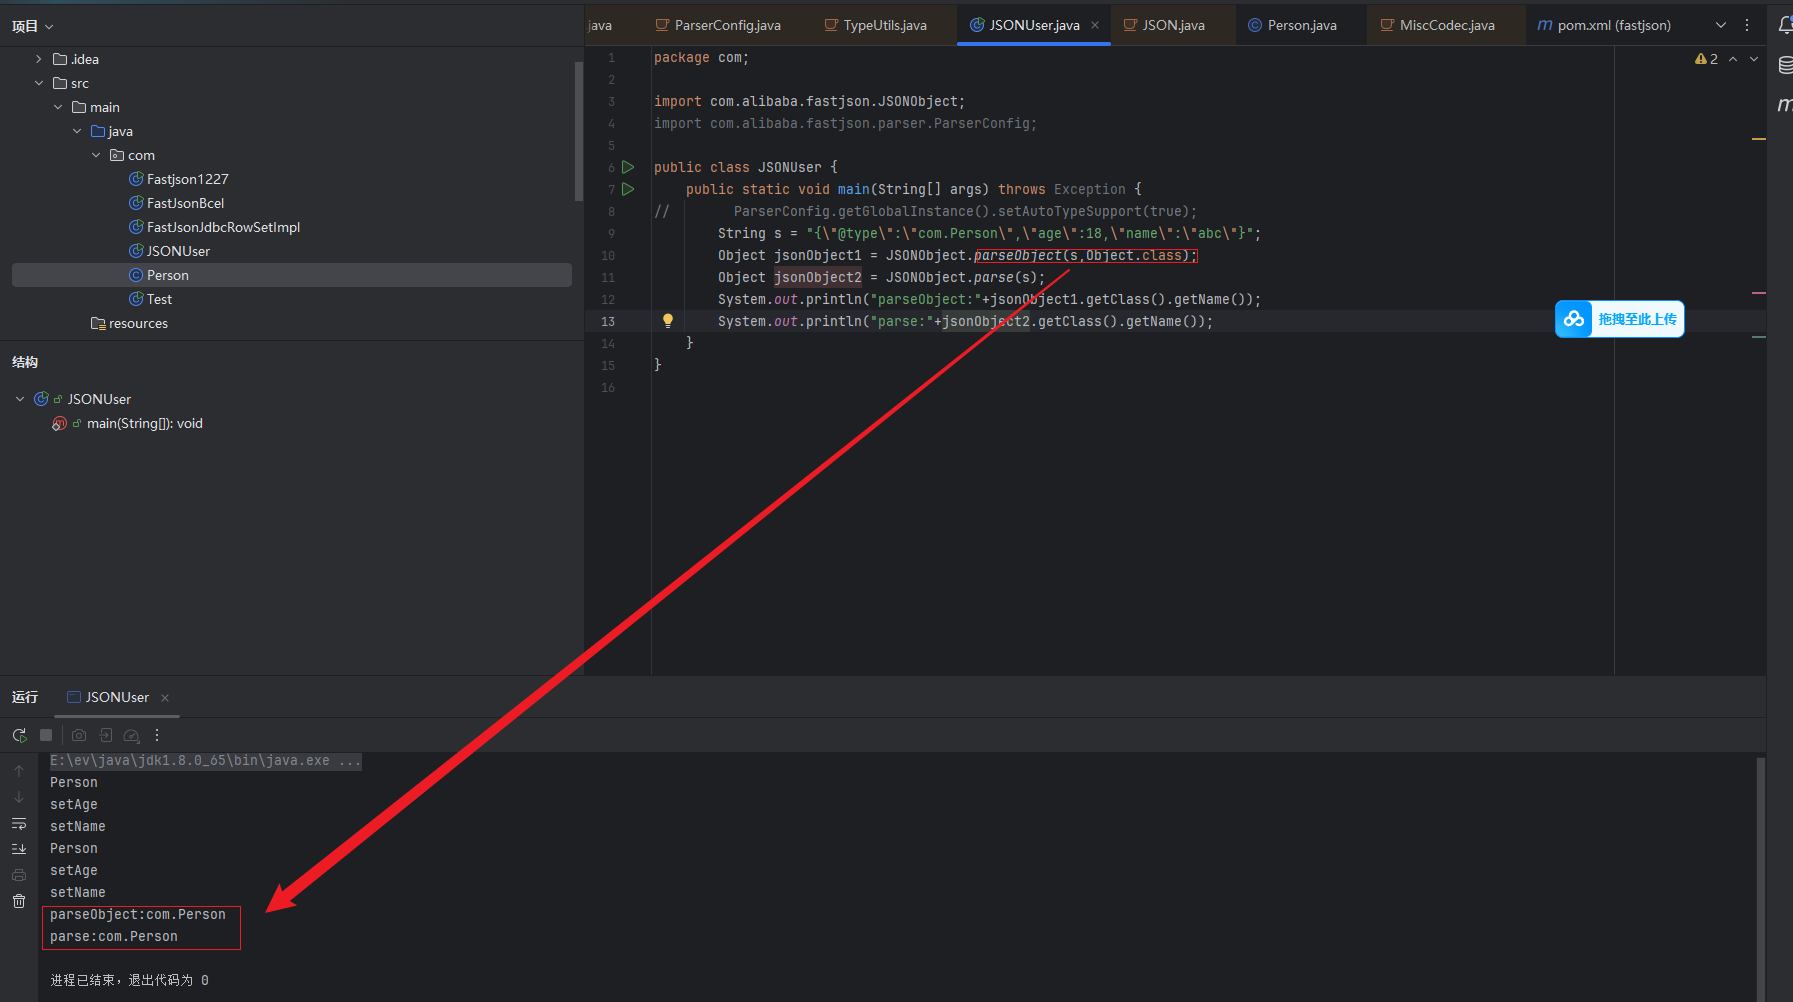 项目
java
ParserConfig.java
TypeUtils.java
JSONUser.java
JSON.java
Person.java
MiscCodec.java
m pom.xml (fastjson)
.idea
src
main
java
com
Fastjson1227
FastJsonBcel
FastJsonJdbcRowSetImpl
JSONUser
Person
Test
resources
结构
JSONUser
main(String[]): void
2
1 package com;
2
3 import com.alibaba.fastjson.JSONObject;
4 import com.alibaba.fastjson.parser.ParserConfig;
5
6 public class JSONUser {
7 public static void main(String[] args) throws Exception {
8 // ParserConfig.getGlobalInstance().setAutoTypeSupport(true);
9 String s = "{\"@type\":\"com.Person\",\"age\":18,\"name\":\"abc\"}";
10 Object jsonObject1 = JSONObject.parseObject(s,Object.class);
11 Object jsonObject2 = JSONObject.parse(s);
12 System.out.println("parseObject:"+jsonObject1.getClass().getName());
13 System.out.println("parse:"+jsonObject2.getClass().getName());
14 }
15 }
16
拖拽至此上传
m
运行
JSONUser
E:\ev\java\jdk1.8.0_65\bin\java.exe ...
Person
setAge
setName
Person
setAge
setName
parseObject:com.Person
parse:com.Person
进程已结束，退出代码为 0